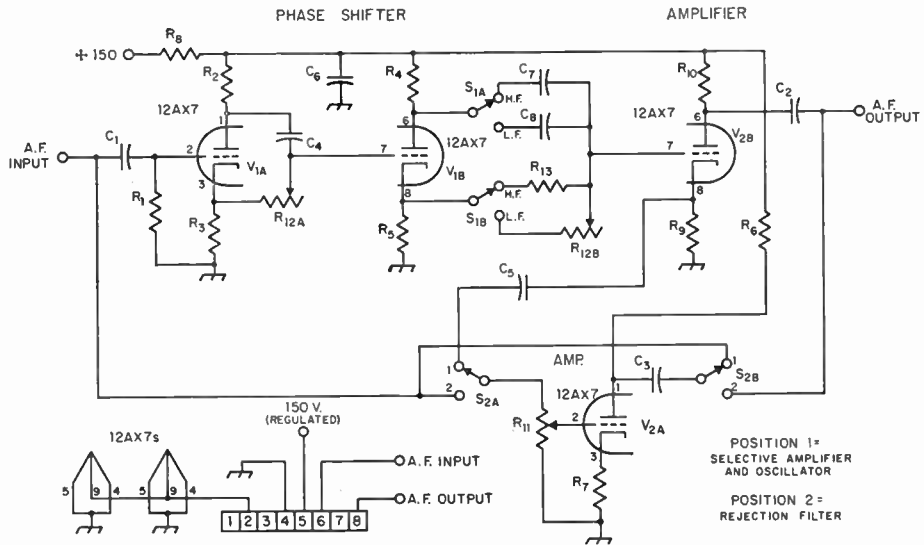 PHASE SHIFTER
AMPLIFIER
+ 150
R8
R2
C6
R4
S1A
H.F.
C7
R10
C2
A.F. OUTPUT
12AX7
1
C4
6
12AX7
L.F.
C8
12AX7
6
V2B
A.F. INPUT
C1
2
V1A
7
V1B
7
3
8
H.F.
R13
8
R1
R3
R12A
R5
S1B
L.F.
R12B
R9
R6
C5
AMP.
1
2
S2A
12AX7
1
C3
1
S2B
2
R11
2
V2A
3
R7
150 V.
(REGULATED)
12AX7s
5
9
4
5
9
4
A.F. INPUT
A.F. OUTPUT
1 2 3 4 5 6 7 8
POSITION 1=
SELECTIVE AMPLIFIER
AND OSCILLATOR
POSITION 2=
REJECTION FILTER